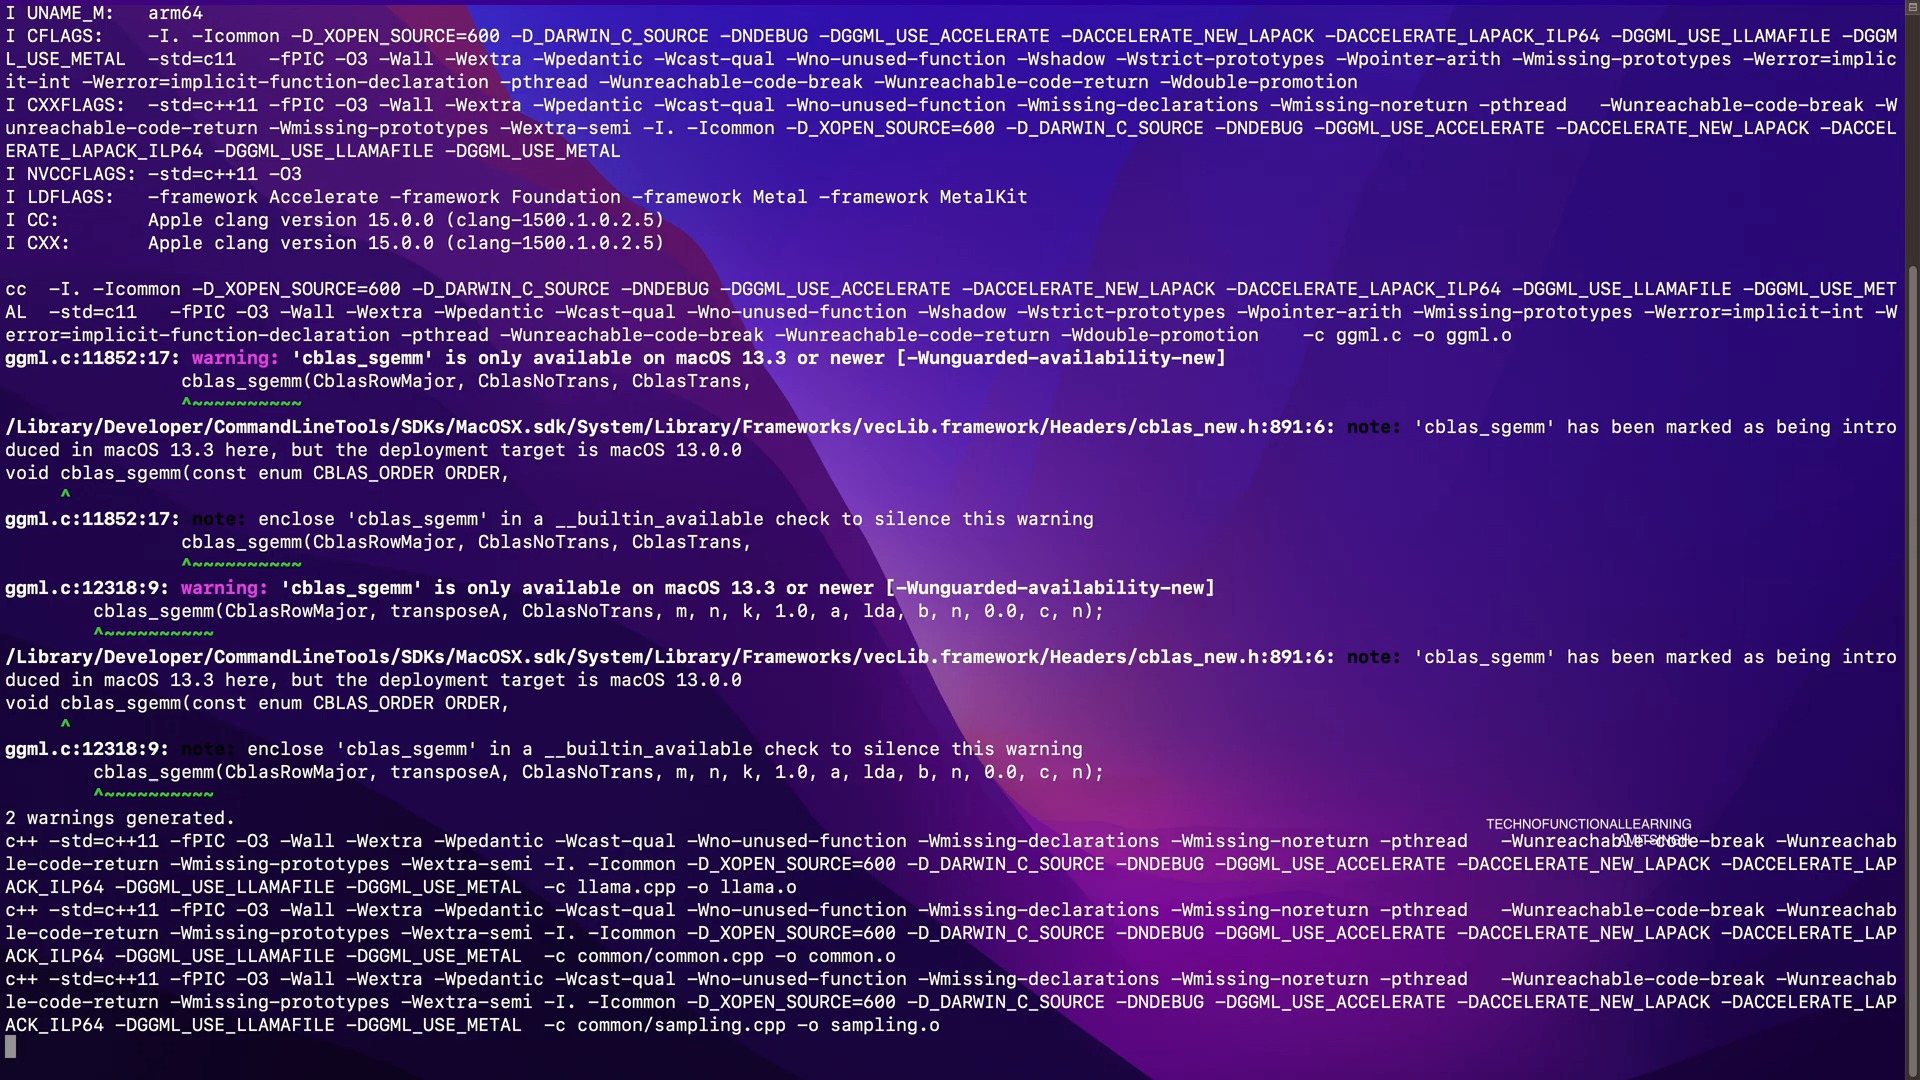 I UNAME_M:   arm64
I CFLAGS:    -I. -Icommon -D_XOPEN_SOURCE=600 -D_DARWIN_C_SOURCE -DNDEBUG -DGGML_USE_ACCELERATE -DACCELERATE_NEW_LAPACK -DACCELERATE_LAPACK_ILP64 -DGGML_USE_LLAMAFILE -DGGM
L_USE_METAL  -std=c11   -fPIC -O3 -Wall -Wextra -Wpedantic -Wcast-qual -Wno-unused-function -Wshadow -Wstrict-prototypes -Wpointer-arith -Wmissing-prototypes -Werror=implic
it-int -Werror=implicit-function-declaration -pthread -Wunreachable-code-break -Wunreachable-code-return -Wdouble-promotion
I CXXFLAGS:  -std=c++11 -fPIC -O3 -Wall -Wextra -Wpedantic -Wcast-qual -Wno-unused-function -Wmissing-declarations -Wmissing-noreturn -pthread   -Wunreachable-code-break -W
unreachable-code-return -Wmissing-prototypes -Wextra-semi -I. -Icommon -D_XOPEN_SOURCE=600 -D_DARWIN_C_SOURCE -DNDEBUG -DGGML_USE_ACCELERATE -DACCELERATE_NEW_LAPACK -DACCEL
ERATE_LAPACK_ILP64 -DGGML_USE_LLAMAFILE -DGGML_USE_METAL
I NVCCFLAGS: -std=c++11 -O3
I LDFLAGS:   -framework Accelerate -framework Foundation -framework Metal -framework MetalKit
I CC:        Apple clang version 15.0.0 (clang-1500.1.0.2.5)
I CXX:       Apple clang version 15.0.0 (clang-1500.1.0.2.5)

cc  -I. -Icommon -D_XOPEN_SOURCE=600 -D_DARWIN_C_SOURCE -DNDEBUG -DGGML_USE_ACCELERATE -DACCELERATE_NEW_LAPACK -DACCELERATE_LAPACK_ILP64 -DGGML_USE_LLAMAFILE -DGGML_USE_MET
AL  -std=c11   -fPIC -O3 -Wall -Wextra -Wpedantic -Wcast-qual -Wno-unused-function -Wshadow -Wstrict-prototypes -Wpointer-arith -Wmissing-prototypes -Werror=implicit-int -W
error=implicit-function-declaration -pthread -Wunreachable-code-break -Wunreachable-code-return -Wdouble-promotion    -c ggml.c -o ggml.o
ggml.c:11852:17: warning: 'cblas_sgemm' is only available on macOS 13.3 or newer [-Wunguarded-availability-new]
                cblas_sgemm(CblasRowMajor, CblasNoTrans, CblasTrans,
                ^~~~~~~~~~~
/Library/Developer/CommandLineTools/SDKs/MacOSX.sdk/System/Library/Frameworks/vecLib.framework/Headers/cblas_new.h:891:6: note: 'cblas_sgemm' has been marked as being intro
duced in macOS 13.3 here, but the deployment target is macOS 13.0.0
void cblas_sgemm(const enum CBLAS_ORDER ORDER,
     ^
ggml.c:11852:17: note: enclose 'cblas_sgemm' in a __builtin_available check to silence this warning
                cblas_sgemm(CblasRowMajor, CblasNoTrans, CblasTrans,
                ^~~~~~~~~~~
ggml.c:12318:9: warning: 'cblas_sgemm' is only available on macOS 13.3 or newer [-Wunguarded-availability-new]
        cblas_sgemm(CblasRowMajor, transposeA, CblasNoTrans, m, n, k, 1.0, a, lda, b, n, 0.0, c, n);
        ^~~~~~~~~~~
/Library/Developer/CommandLineTools/SDKs/MacOSX.sdk/System/Library/Frameworks/vecLib.framework/Headers/cblas_new.h:891:6: note: 'cblas_sgemm' has been marked as being intro
duced in macOS 13.3 here, but the deployment target is macOS 13.0.0
void cblas_sgemm(const enum CBLAS_ORDER ORDER,
     ^
ggml.c:12318:9: note: enclose 'cblas_sgemm' in a __builtin_available check to silence this warning
        cblas_sgemm(CblasRowMajor, transposeA, CblasNoTrans, m, n, k, 1.0, a, lda, b, n, 0.0, c, n);
        ^~~~~~~~~~~
2 warnings generated.
TECHNOFUNCTIONALLEARNING
AMITSINGH
c++ -std=c++11 -fPIC -O3 -Wall -Wextra -Wpedantic -Wcast-qual -Wno-unused-function -Wmissing-declarations -Wmissing-noreturn -pthread   -Wunreachable-code-break -Wunreachab
le-code-return -Wmissing-prototypes -Wextra-semi -I. -Icommon -D_XOPEN_SOURCE=600 -D_DARWIN_C_SOURCE -DNDEBUG -DGGML_USE_ACCELERATE -DACCELERATE_NEW_LAPACK -DACCELERATE_LAP
ACK_ILP64 -DGGML_USE_LLAMAFILE -DGGML_USE_METAL  -c llama.cpp -o llama.o
c++ -std=c++11 -fPIC -O3 -Wall -Wextra -Wpedantic -Wcast-qual -Wno-unused-function -Wmissing-declarations -Wmissing-noreturn -pthread   -Wunreachable-code-break -Wunreachab
le-code-return -Wmissing-prototypes -Wextra-semi -I. -Icommon -D_XOPEN_SOURCE=600 -D_DARWIN_C_SOURCE -DNDEBUG -DGGML_USE_ACCELERATE -DACCELERATE_NEW_LAPACK -DACCELERATE_LAP
ACK_ILP64 -DGGML_USE_LLAMAFILE -DGGML_USE_METAL  -c common/common.cpp -o common.o
c++ -std=c++11 -fPIC -O3 -Wall -Wextra -Wpedantic -Wcast-qual -Wno-unused-function -Wmissing-declarations -Wmissing-noreturn -pthread   -Wunreachable-code-break -Wunreachab
le-code-return -Wmissing-prototypes -Wextra-semi -I. -Icommon -D_XOPEN_SOURCE=600 -D_DARWIN_C_SOURCE -DNDEBUG -DGGML_USE_ACCELERATE -DACCELERATE_NEW_LAPACK -DACCELERATE_LAP
ACK_ILP64 -DGGML_USE_LLAMAFILE -DGGML_USE_METAL  -c common/sampling.cpp -o sampling.o